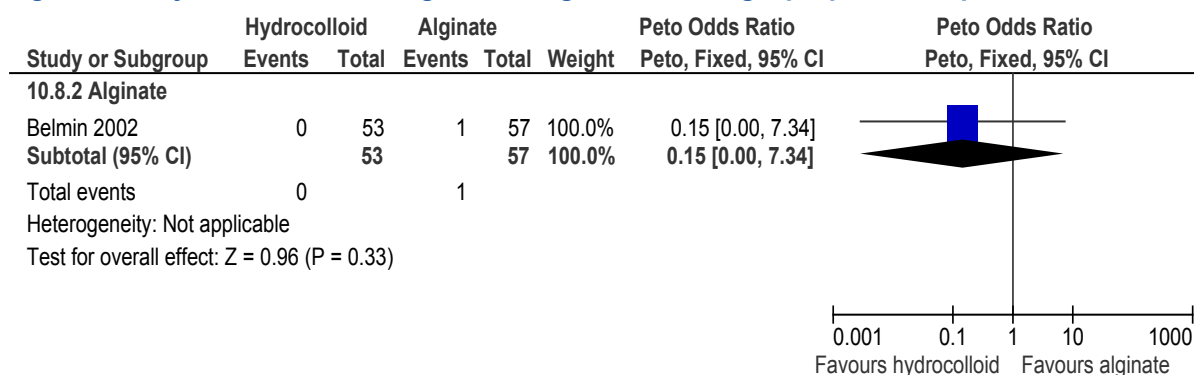 Hydrocolloid Alginate Peto Odds Ratio Peto Odds Ratio
Study or Subgroup Events Total Events Total Weight Peto, Fixed, 95% CI Peto, Fixed, 95% CI
10.8.2 Alginate
Belmin 2002 0 53 1 57 100.0% 0.15 [0.00, 7.34]
Subtotal (95% CI) 53 57 100.0% 0.15 [0.00, 7.34]
Total events 0 1
Heterogeneity: Not applicable
Test for overall effect: Z = 0.96 (P = 0.33)
0.001 0.1 1 10 1000
Favours hydrocolloid Favours alginate